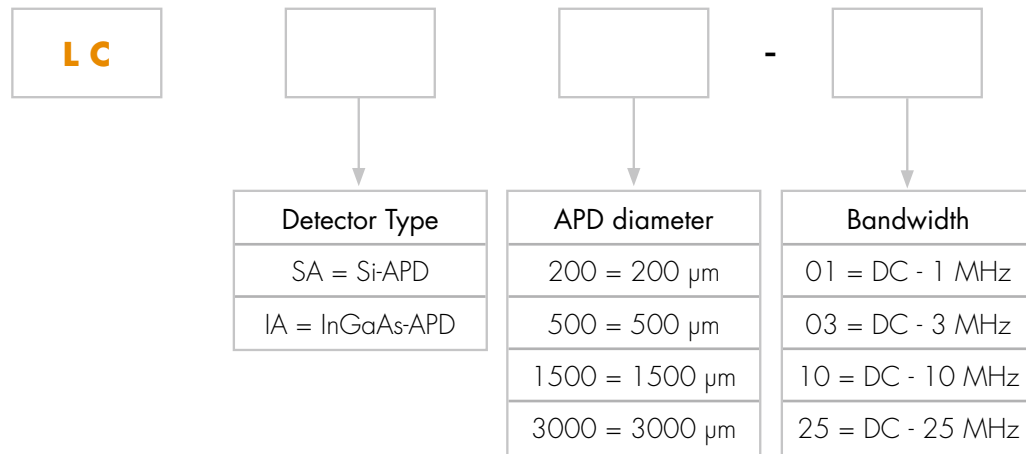 L C
-
Detector Type
SA = Si-APD
IA = InGaAs-APD
APD diameter
200 = 200 µm
500 = 500 µm
1500 = 1500 µm
3000 = 3000 µm
Bandwidth
01 = DC - 1 MHz
03 = DC - 3 MHz
10 = DC - 10 MHz
25 = DC - 25 MHz